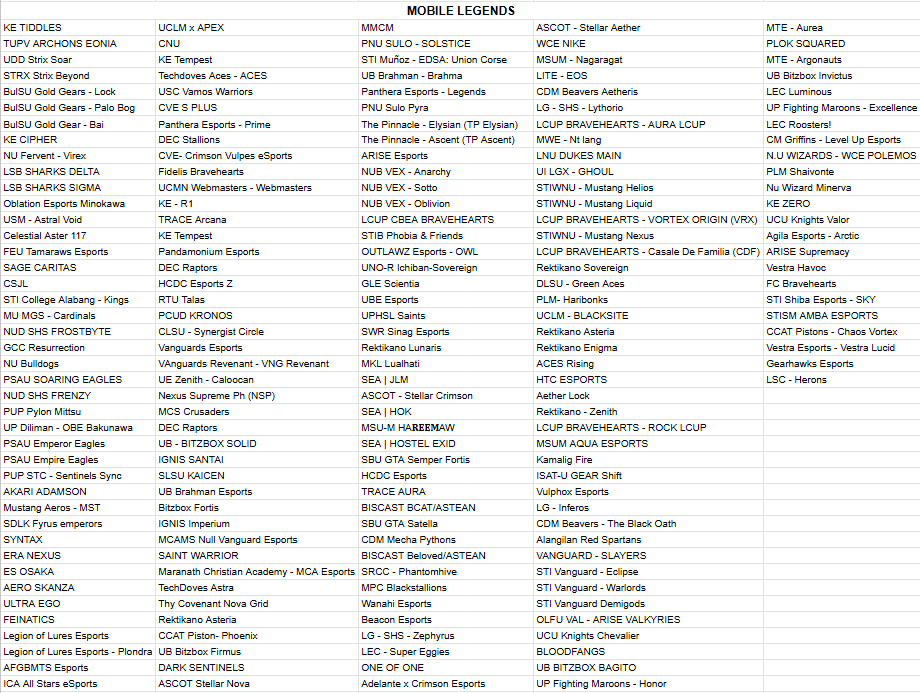 MOBILE LEGENDS
KE TIDDLES UCLM x APEX MMCM ASCOT - Stellar Aether MTE - Aurea
TUPV ARCHONS EONIA CNU PNU SULO - SOLSTICE WCE NIKE PLOK SQUARED
UDD Strix Soar KE Tempest STI Muñoz - EDSA: Union Corse MSUM - Nagaragat MTE - Argonauts
STRX Strix Beyond Techdoves Aces - ACES UB Brahman - Brahma LITE - EOS UB Bitzbox Invictus
BulSU Gold Gears - Lock USC Vamos Warriors Panthera Esports - Legends CDM Beavers Aetheris LEC Luminous
BulSU Gold Gears - Palo Bog CVE S PLUS PNU Sulo Pyra LG - SHS - Lythorio UP Fighting Maroons - Excellence
BulSU Gold Gear - Bai Panthera Esports - Prime The Pinnacle - Elysian (TP Elysian) LCUP BRAVEHEARTS - AURA LCUP LEC Roosters!
KE CIPHER DEC Stallions The Pinnacle - Ascent (TP Ascent) MWE - Nt lang CM Griffins - Level Up Esports
NU Fervent - Virex CVE- Crimson Vulpes eSports ARISE Esports LNU DUKES MAIN N.U WIZARDS - WCE POLEMOS
LSB SHARKS DELTA Fidelis Bravehearts NUB VEX - Anarchy UI LGX - GHOUL PLM Shaivonte
LSB SHARKS SIGMA UCMN Webmasters - Webmasters NUB VEX - Sotto STIWNU - Mustang Helios Nu Wizard Minerva
Oblation Esports Minokawa KE - R1 NUB VEX - Oblivion STIWNU - Mustang Liquid KE ZERO
USM - Astral Void TRACE Arcana LCUP CBEA BRAVEHEARTS LCUP BRAVEHEARTS - VORTEX ORIGIN (VRX) UCU Knights Valor
Celestial Aster 117 KE Tempest STIB Phobia & Friends STIWNU - Mustang Nexus Agila Esports - Arctic
FEU Tamaraws Esports Pandamonium Esports OUTLAWZ Esports - OWL LCUP BRAVEHEARTS - Casale De Familia (CDF) ARISE Supremacy
SAGE CARITAS DEC Raptors UNO-R Ichiban-Sovereign Rektikano Sovereign Vestra Havoc
CSJL HCDC Esports Z GLE Scientia DLSU - Green Aces FC Bravehearts
STI College Alabang - Kings RTU Talas UBE Esports PLM- Haribonks STI Shiba Esports - SKY
MU MGS - Cardinals PCUD KRONOS UPHSL Saints UCLM - BLACKSITE STISM AMBA ESPORTS
NUD SHS FROSTBYTE CLSU - Synergist Circle SWR Sinag Esports Rektikano Asteria CCAT Pistons - Chaos Vortex
GCC Resurrection Vanguards Esports Rektikano Lunaris Rektikano Enigma Vestra Esports - Vestra Lucid
NU Bulldogs VAnguards Revenant - VNG Revenant MKL Lualhati ACES Rising Gearhawks Esports
PSAU SOARING EAGLES UE Zenith - Caloocan SEA | JLM HTC ESPORTS LSC - Herons
NUD SHS FRENZY Nexus Supreme Ph (NSP) ASCOT - Stellar Crimson Aether Lock
PUP Pylon Mittsu MCS Crusaders SEA | HOK Rektikano - Zenith
UP Diliman - OBE Bakunawa DEC Raptors MSU-M HAREEMAW LCUP BRAVEHEARTS - ROCK LCUP
PSAU Emperor Eagles UB - BITZBOX SOLID SEA | HOSTEL EXID MSUM AQUA ESPORTS
PSAU Empire Eagles IGNIS SANTAI SBU GTA Semper Fortis Kamalig Fire
PUP STC - Sentinels Sync SLSU KAICEN HCDC Esports ISAT-U GEAR Shift
AKARI ADAMSON UB Brahman Esports TRACE AURA Vulphox Esports
Mustang Aeros - MST Bitzbox Fortis BISCAST BCAT/ASTEAN LG - Inferos
SDLK Fyrus emperors IGNIS Imperium SBU GTA Satella CDM Beavers - The Black Oath
SYNTAX MCAMS Null Vanguard Esports CDM Mecha Pythons Alangilan Red Spartans
ERA NEXUS SAINT WARRIOR BISCAST Beloved/ASTEAN VANGUARD - SLAYERS
ES OSAKA Maranath Christian Academy - MCA Esports SRCC - Phantomhive STI Vanguard - Eclipse
AERO SKANZA TechDoves Astra MPC Blackstallions STI Vanguard - Warlords
ULTRA EGO Thy Covenant Nova Grid Wanahi Esports STI Vanguard Demigods
FEINATICS Rektikano Asteria Beacon Esports OLFU VAL - ARISE VALKYRIES
Legion of Lures Esports CCAT Piston- Phoenix LG - SHS - Zephyrus UCU Knights Chevalier
Legion of Lures Esports - Plondra UB Bitzbox Firmus LEC - Super Eggies BLOODFANGS
AFGBMTS Esports DARK SENTINELS ONE OF ONE UB BITZBOX BAGITO
ICA All Stars eSports ASCOT Stellar Nova Adelante x Crimson Esports UP Fighting Maroons - Honor